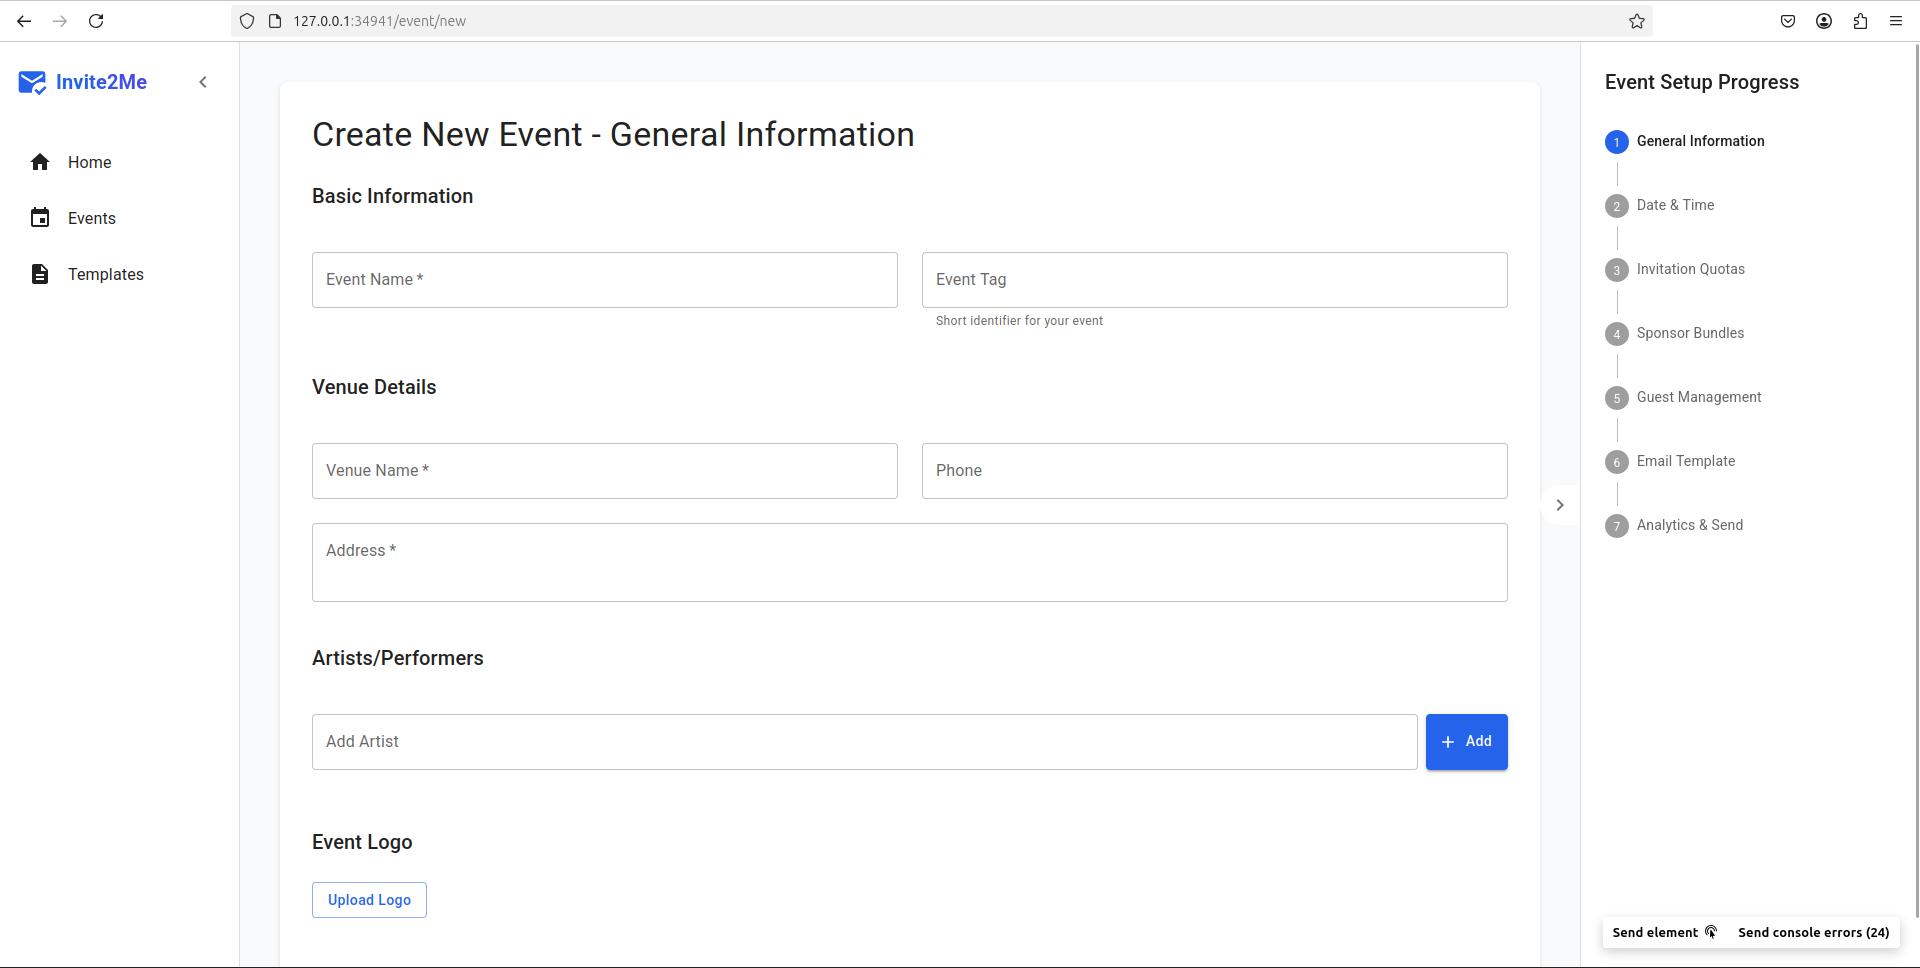 127.0.0.1:34941/event/new
Invite2Me
Home
Events
Templates
Create New Event - General Information
Basic Information
Event Name *
Event Tag
Short identifier for your event
Venue Details
Venue Name *
Phone
Address *
Artists/Performers
Add Artist
Add
Event Logo
Upload Logo
Event Setup Progress
1 General Information
2 Date & Time
3 Invitation Quotas
4 Sponsor Bundles
5 Guest Management
6 Email Template
7 Analytics & Send
Send element
Send console errors (24)